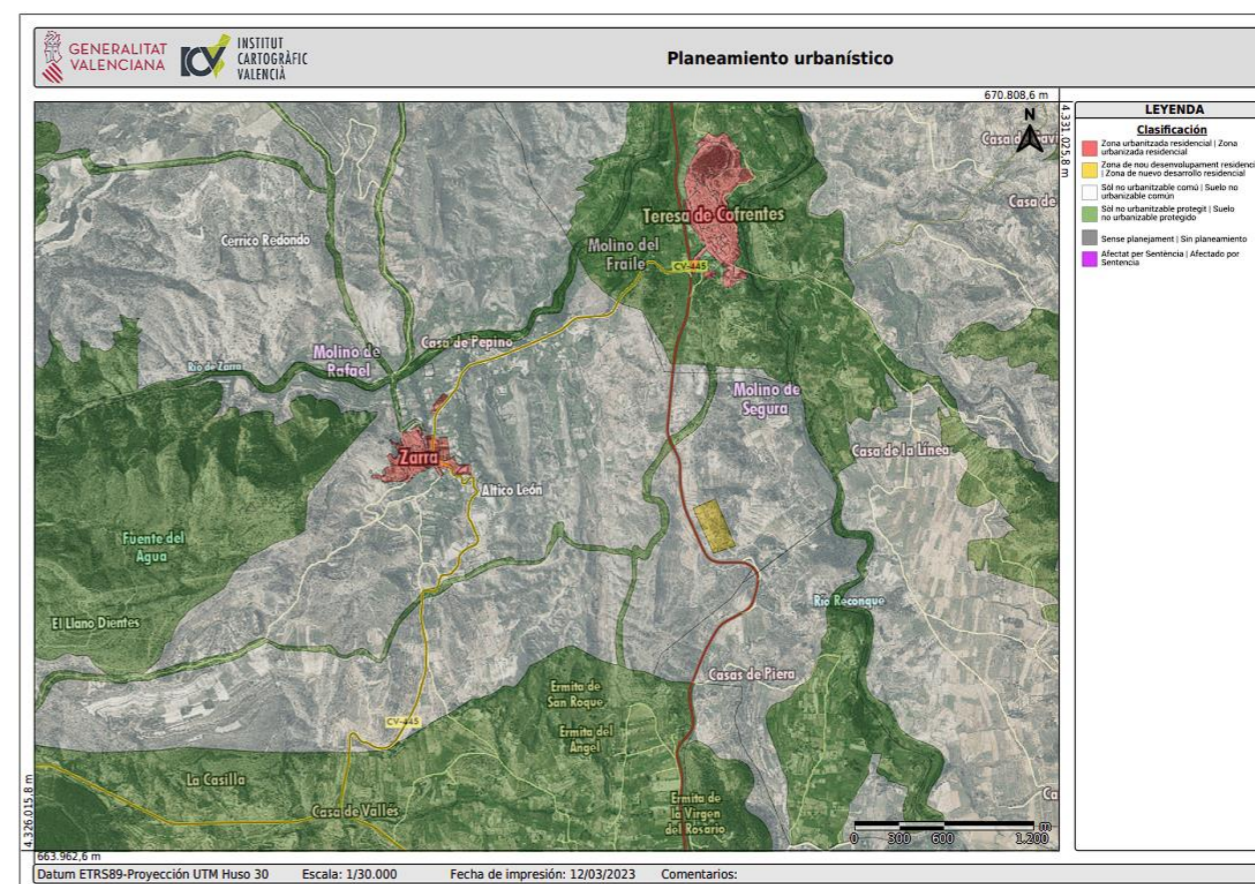 GENERALITAT
VALENCIANA
ICV
INSTITUT
CARTOGRÀFIC
VALENCIÀ
Planeamiento urbanístico
670.808,6 m
4.331.025,8 m
N
LEYENDA
Clasificación
Zona urbanitzada residencial | Zona
urbanizada residencial
Zona de nou desenvolupament residenci
| Zona de nuevo desarrollo residencial
Sòl no urbanitzable comú | Suelo no
urbanizable común
Sòl no urbanitzable protegit | Suelo
no urbanizable protegido
Sense planejament | Sin planeamiento
Afectat per Sentència | Afectado por
Sentencia
Casa de
Teresa de Cofrentes
Cerrico Redondo
Molino del
Fraile
CV-445
Casa de Pepino
Molino de
Rafael
Río de Zarra
Molino de
Segura
Casa de la Línea
Zarra
Altico León
Fuente del
Agua
Río Reconque
El Llano Dientes
Casas de Piera
Ermita de
San Roque
CV-445
Ermita del
Ángel
La Casilla
Casa de Vallés
Ermita de
la Virgen
del Rosario
Ca
m
0 300 600 1.200
4.326.015,8 m
663.962,6 m
Datum ETRS89-Proyección UTM Huso 30 Escala: 1/30.000 Fecha de impresión: 12/03/2023 Comentarios: